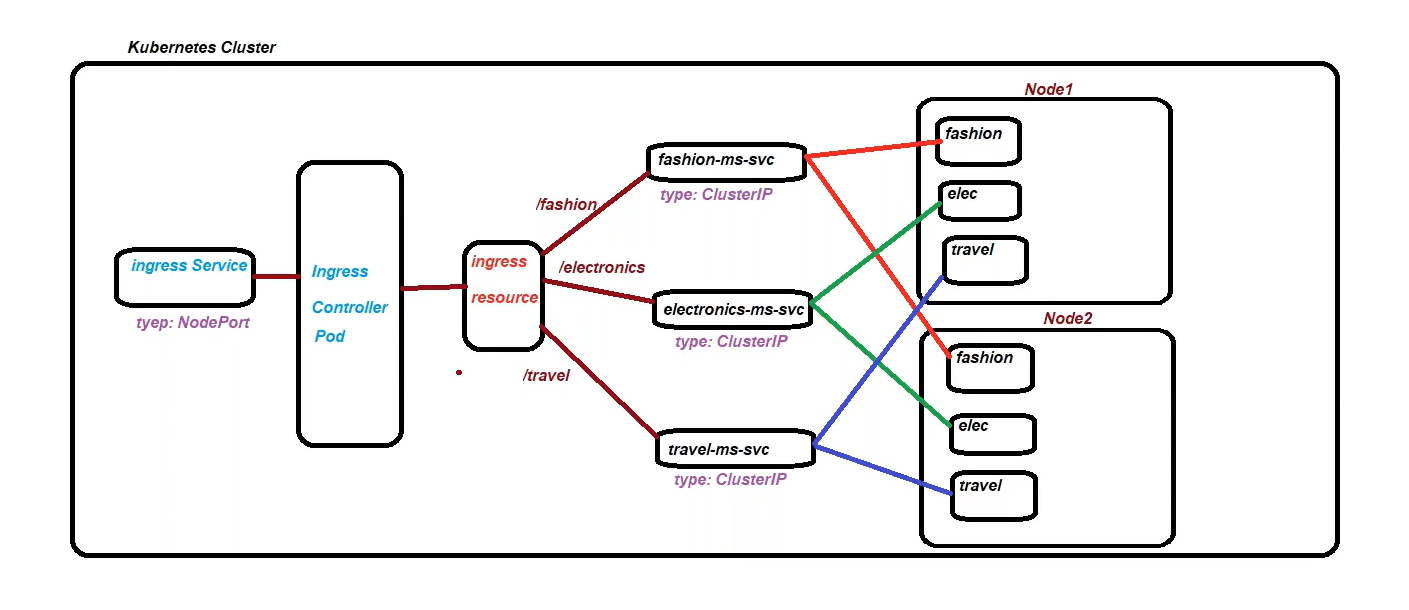 Kubernetes Cluster
ingress Service
tyep: NodePort
Ingress
Controller
Pod
ingress
resource
/fashion
/electronics
/travel
fashion-ms-svc
type: ClusterIP
electronics-ms-svc
type: ClusterIP
travel-ms-svc
type: ClusterIP
Node1
fashion
elec
travel
Node2
fashion
elec
travel